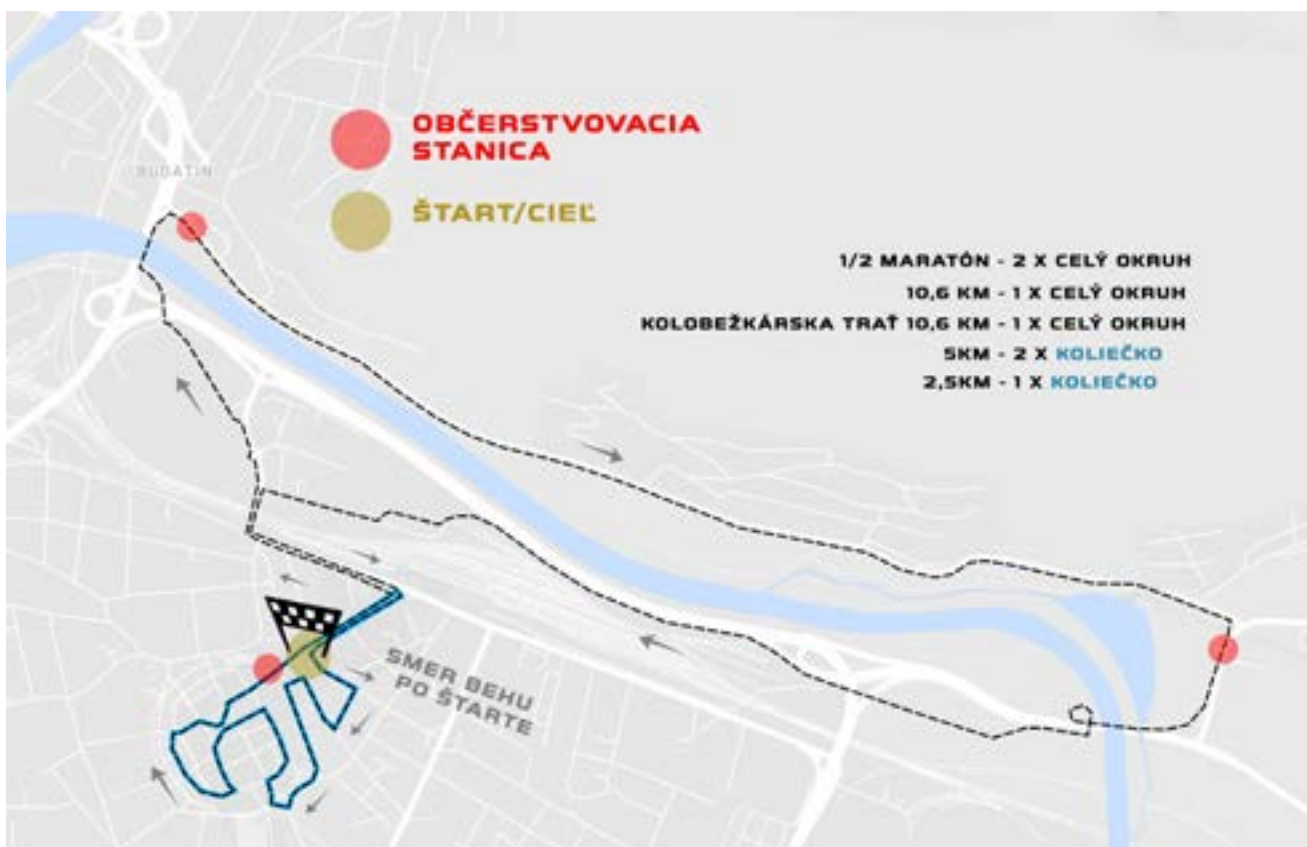 BUDATÍN
OBČERSTVOVACIA
STANICA
ŠTART/CIEĽ
1/2 MARATÓN - 2 X CELÝ OKRUH
10,6 KM - 1 X CELÝ OKRUH
KOLOBEŽKÁRSKA TRAŤ 10,6 KM - 1 X CELÝ OKRUH
5KM - 2 X KOLIEČKO
2,5KM - 1 X KOLIEČKO
SMER BEHU
PO ŠTARTE